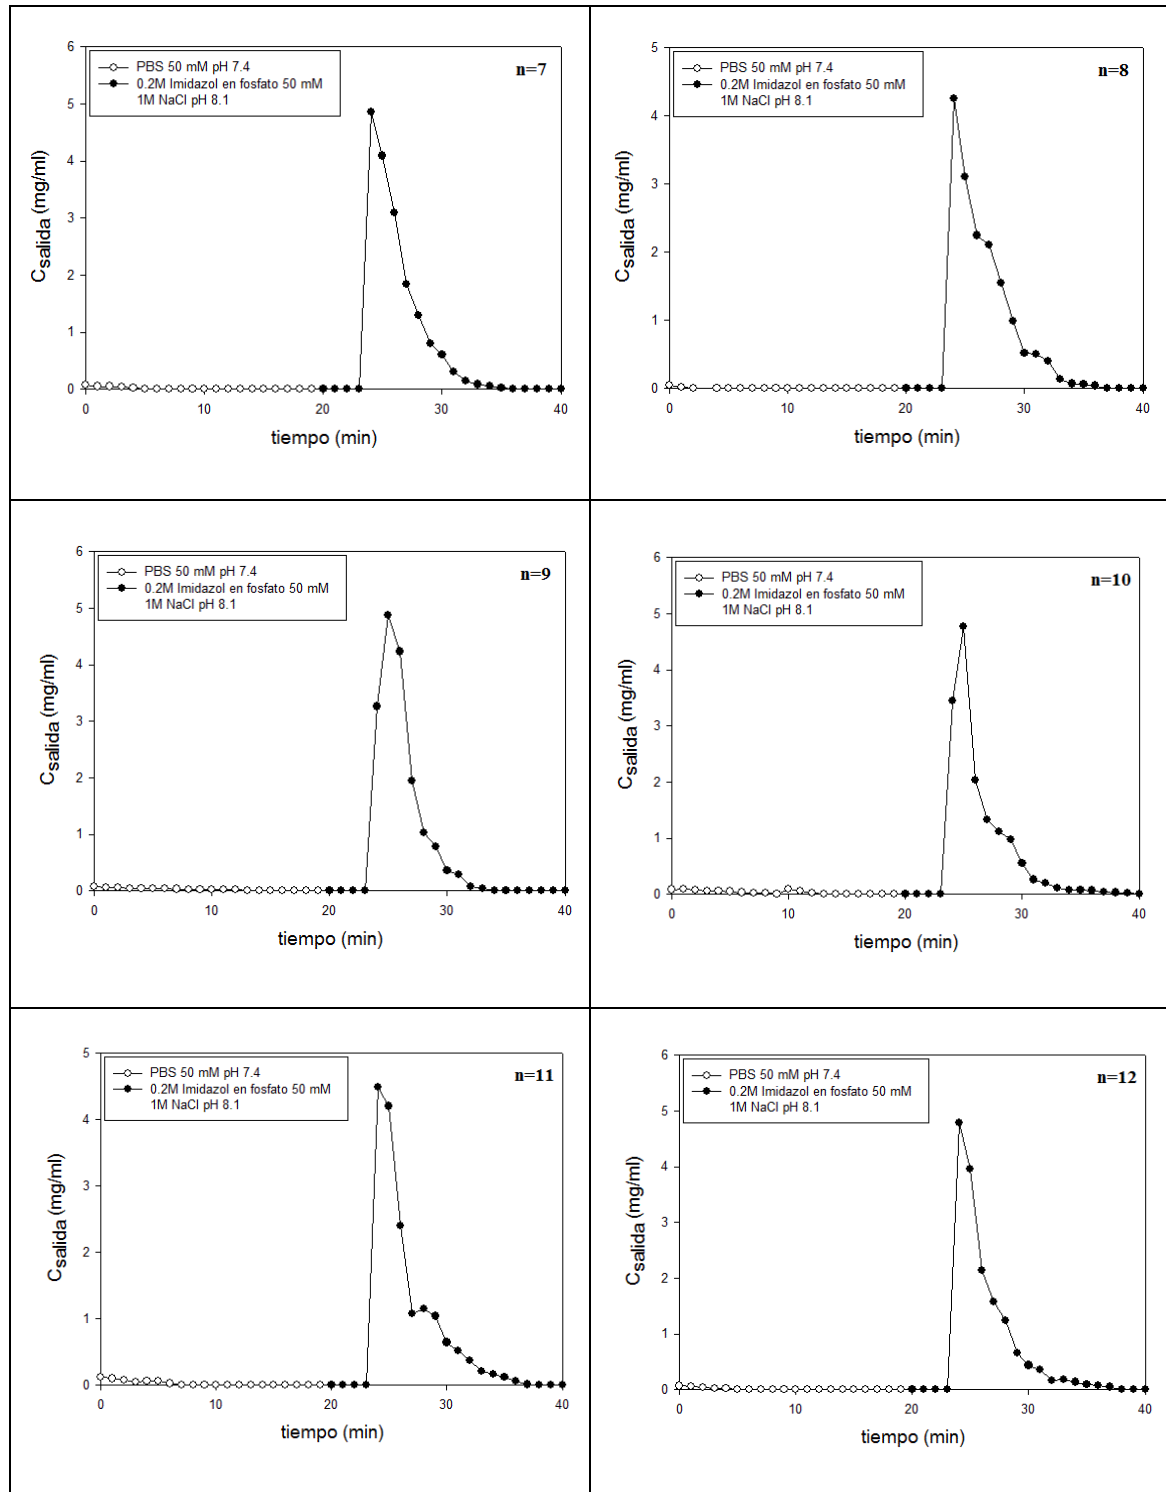 PBS 50 mM pH 7.4
0.2M Imidazol en fosfato 50 mM
1M NaCl pH 8.1
n=7
6
5
4
3
2
1
0
Csalida (mg/ml)
0 10 20 30 40
tiempo (min)
PBS 50 mM pH 7.4
0.2M Imidazol en fosfato 50 mM
1M NaCl pH 8.1
n=8
5
4
3
2
1
0
Csalida (mg/ml)
0 10 20 30 40
tiempo (min)
PBS 50 mM pH 7.4
0.2M Imidazol en fosfato 50 mM
1M NaCl pH 8.1
n=9
6
5
4
3
2
1
0
Csalida (mg/ml)
0 10 20 30 40
tiempo (min)
PBS 50 mM pH 7.4
0.2M Imidazol en fosfato 50 mM
1M NaCl pH 8.1
n=10
6
5
4
3
2
1
0
Csalida (mg/ml)
0 10 20 30 40
tiempo (min)
PBS 50 mM pH 7.4
0.2M Imidazol en fosfato 50 mM
1M NaCl pH 8.1
n=11
5
4
3
2
1
0
Csalida (mg/ml)
0 10 20 30 40
tiempo (min)
PBS 50 mM pH 7.4
0.2M Imidazol en fosfato 50 mM
1M NaCl pH 8.1
n=12
6
5
4
3
2
1
0
Csalida (mg/ml)
0 10 20 30 40
tiempo (min)